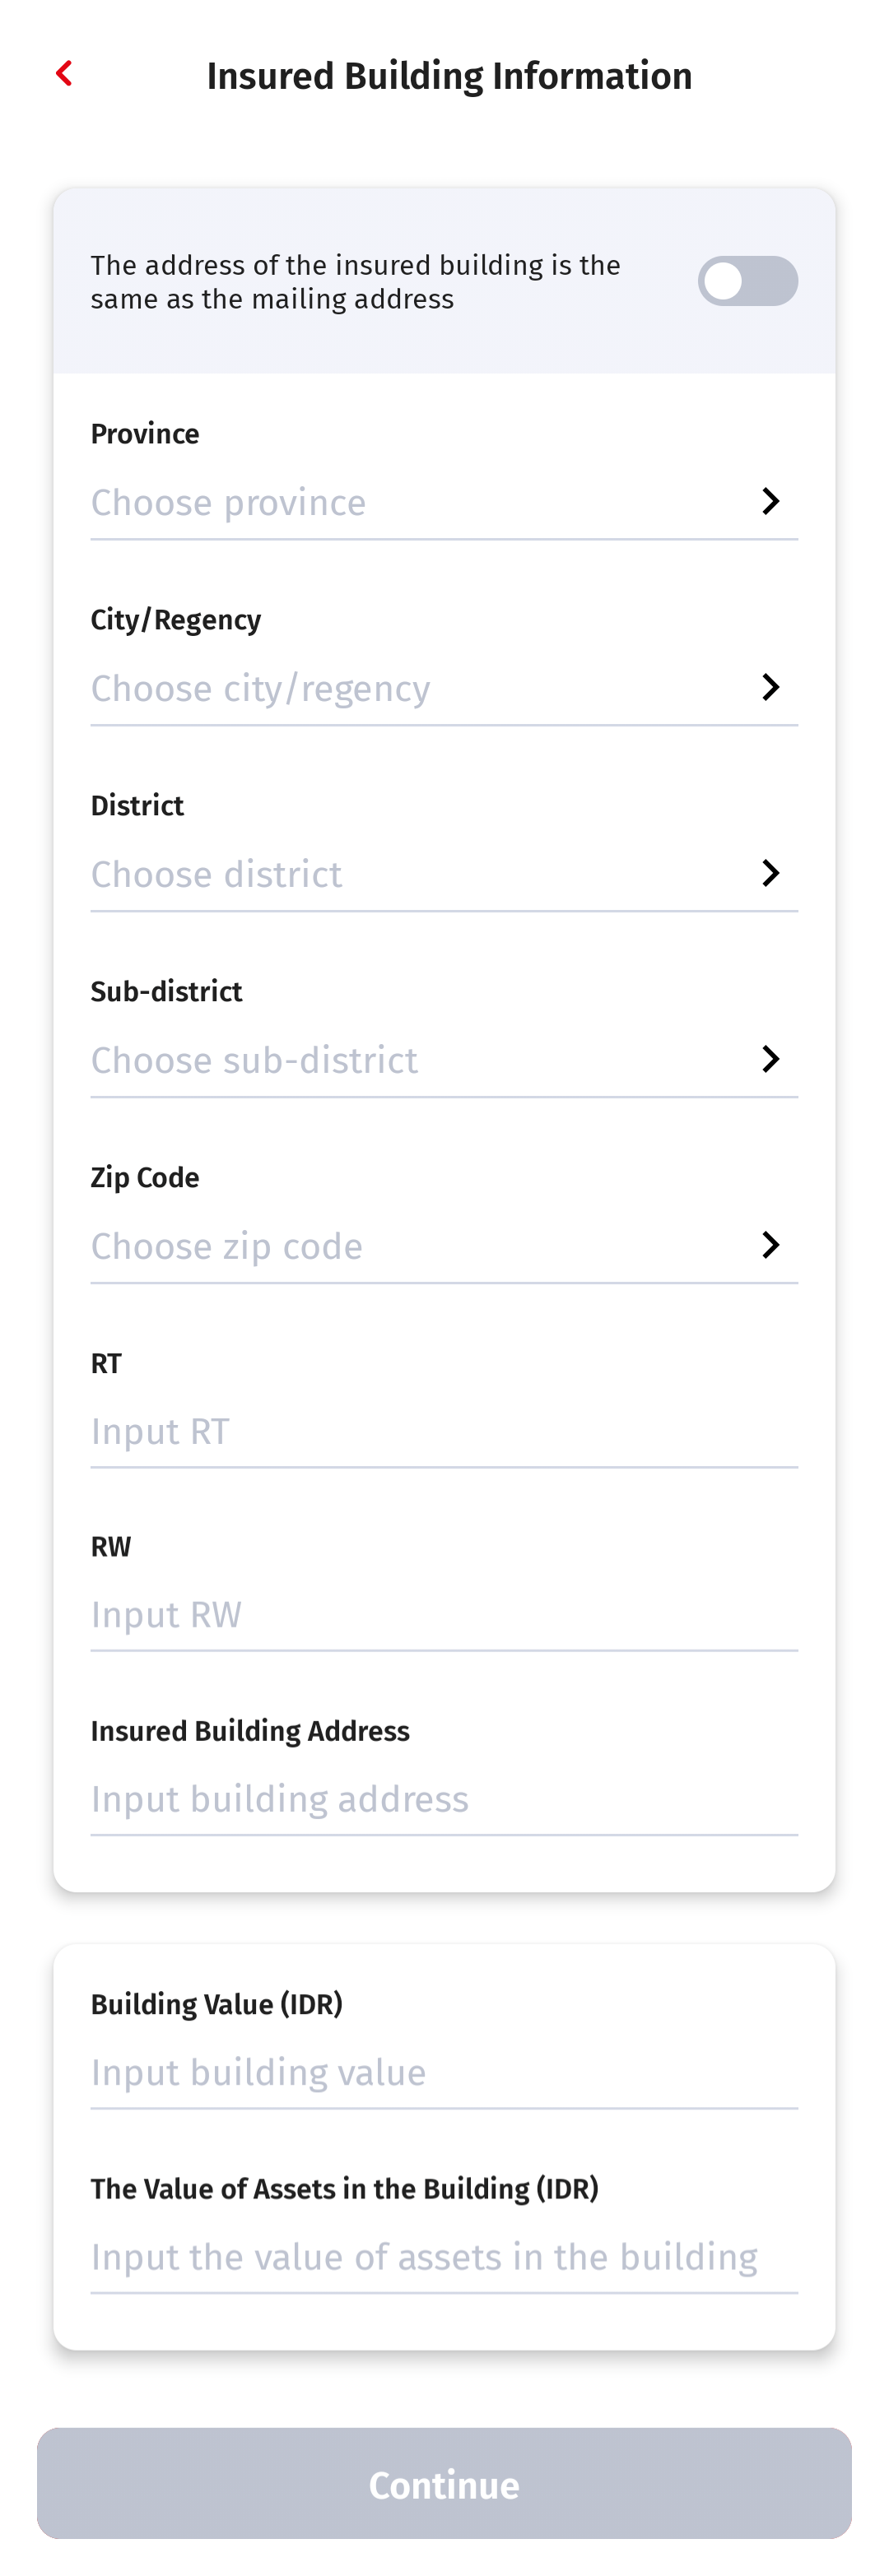 Insured Building Information
The address of the insured building is the
same as the mailing address
Province
Choose province
City/Regency
Choose city/regency
District
Choose district
Sub-district
Choose sub-district
Zip Code
Choose zip code
RT
Input RT
RW
Input RW
Insured Building Address
Input building address
Building Value (IDR)
Input building value
The Value of Assets in the Building (IDR)
Input the value of assets in the building
Continue